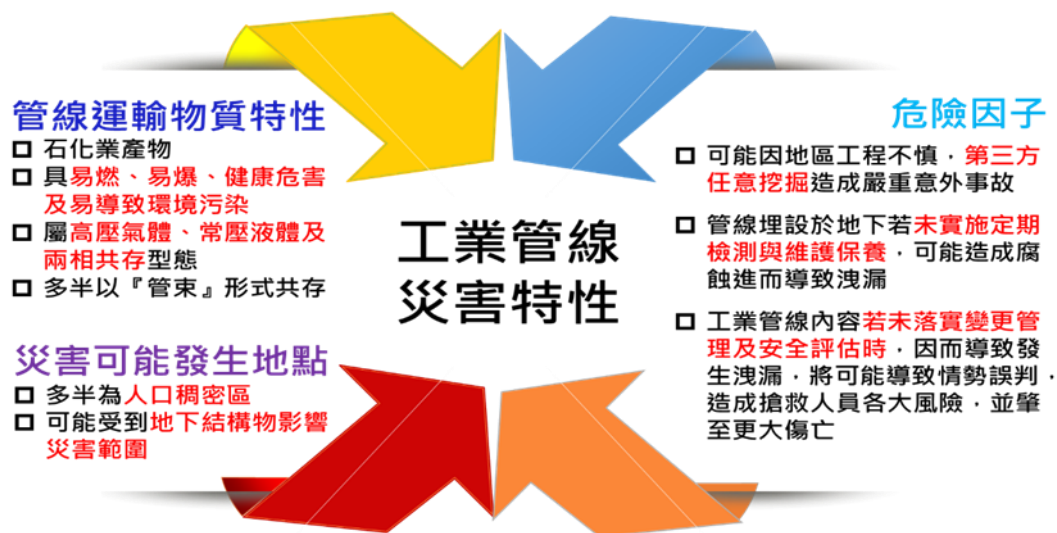 管線運輸物質特性
石化業產物
具易燃、易爆、健康危害
及易導致環境污染
屬高壓氣體、常壓液體及
兩相共存型態
多半以『管束』形式共存
災害可能發生地點
多半為人口稠密區
可能受到地下結構物影響
災害範圍
工業管線
災害特性
危險因子
可能因地區工程不慎，第三方
任意挖掘造成嚴重意外事故
管線埋設於地下若未實施定期
檢測與維護保養，可能造成腐
蝕進而導致洩漏
工業管線內容若未落實變更管
理及安全評估時，因而導致發
生洩漏，將可能導致情勢誤判，
造成搶救人員各大風險，並肇
至更大傷亡